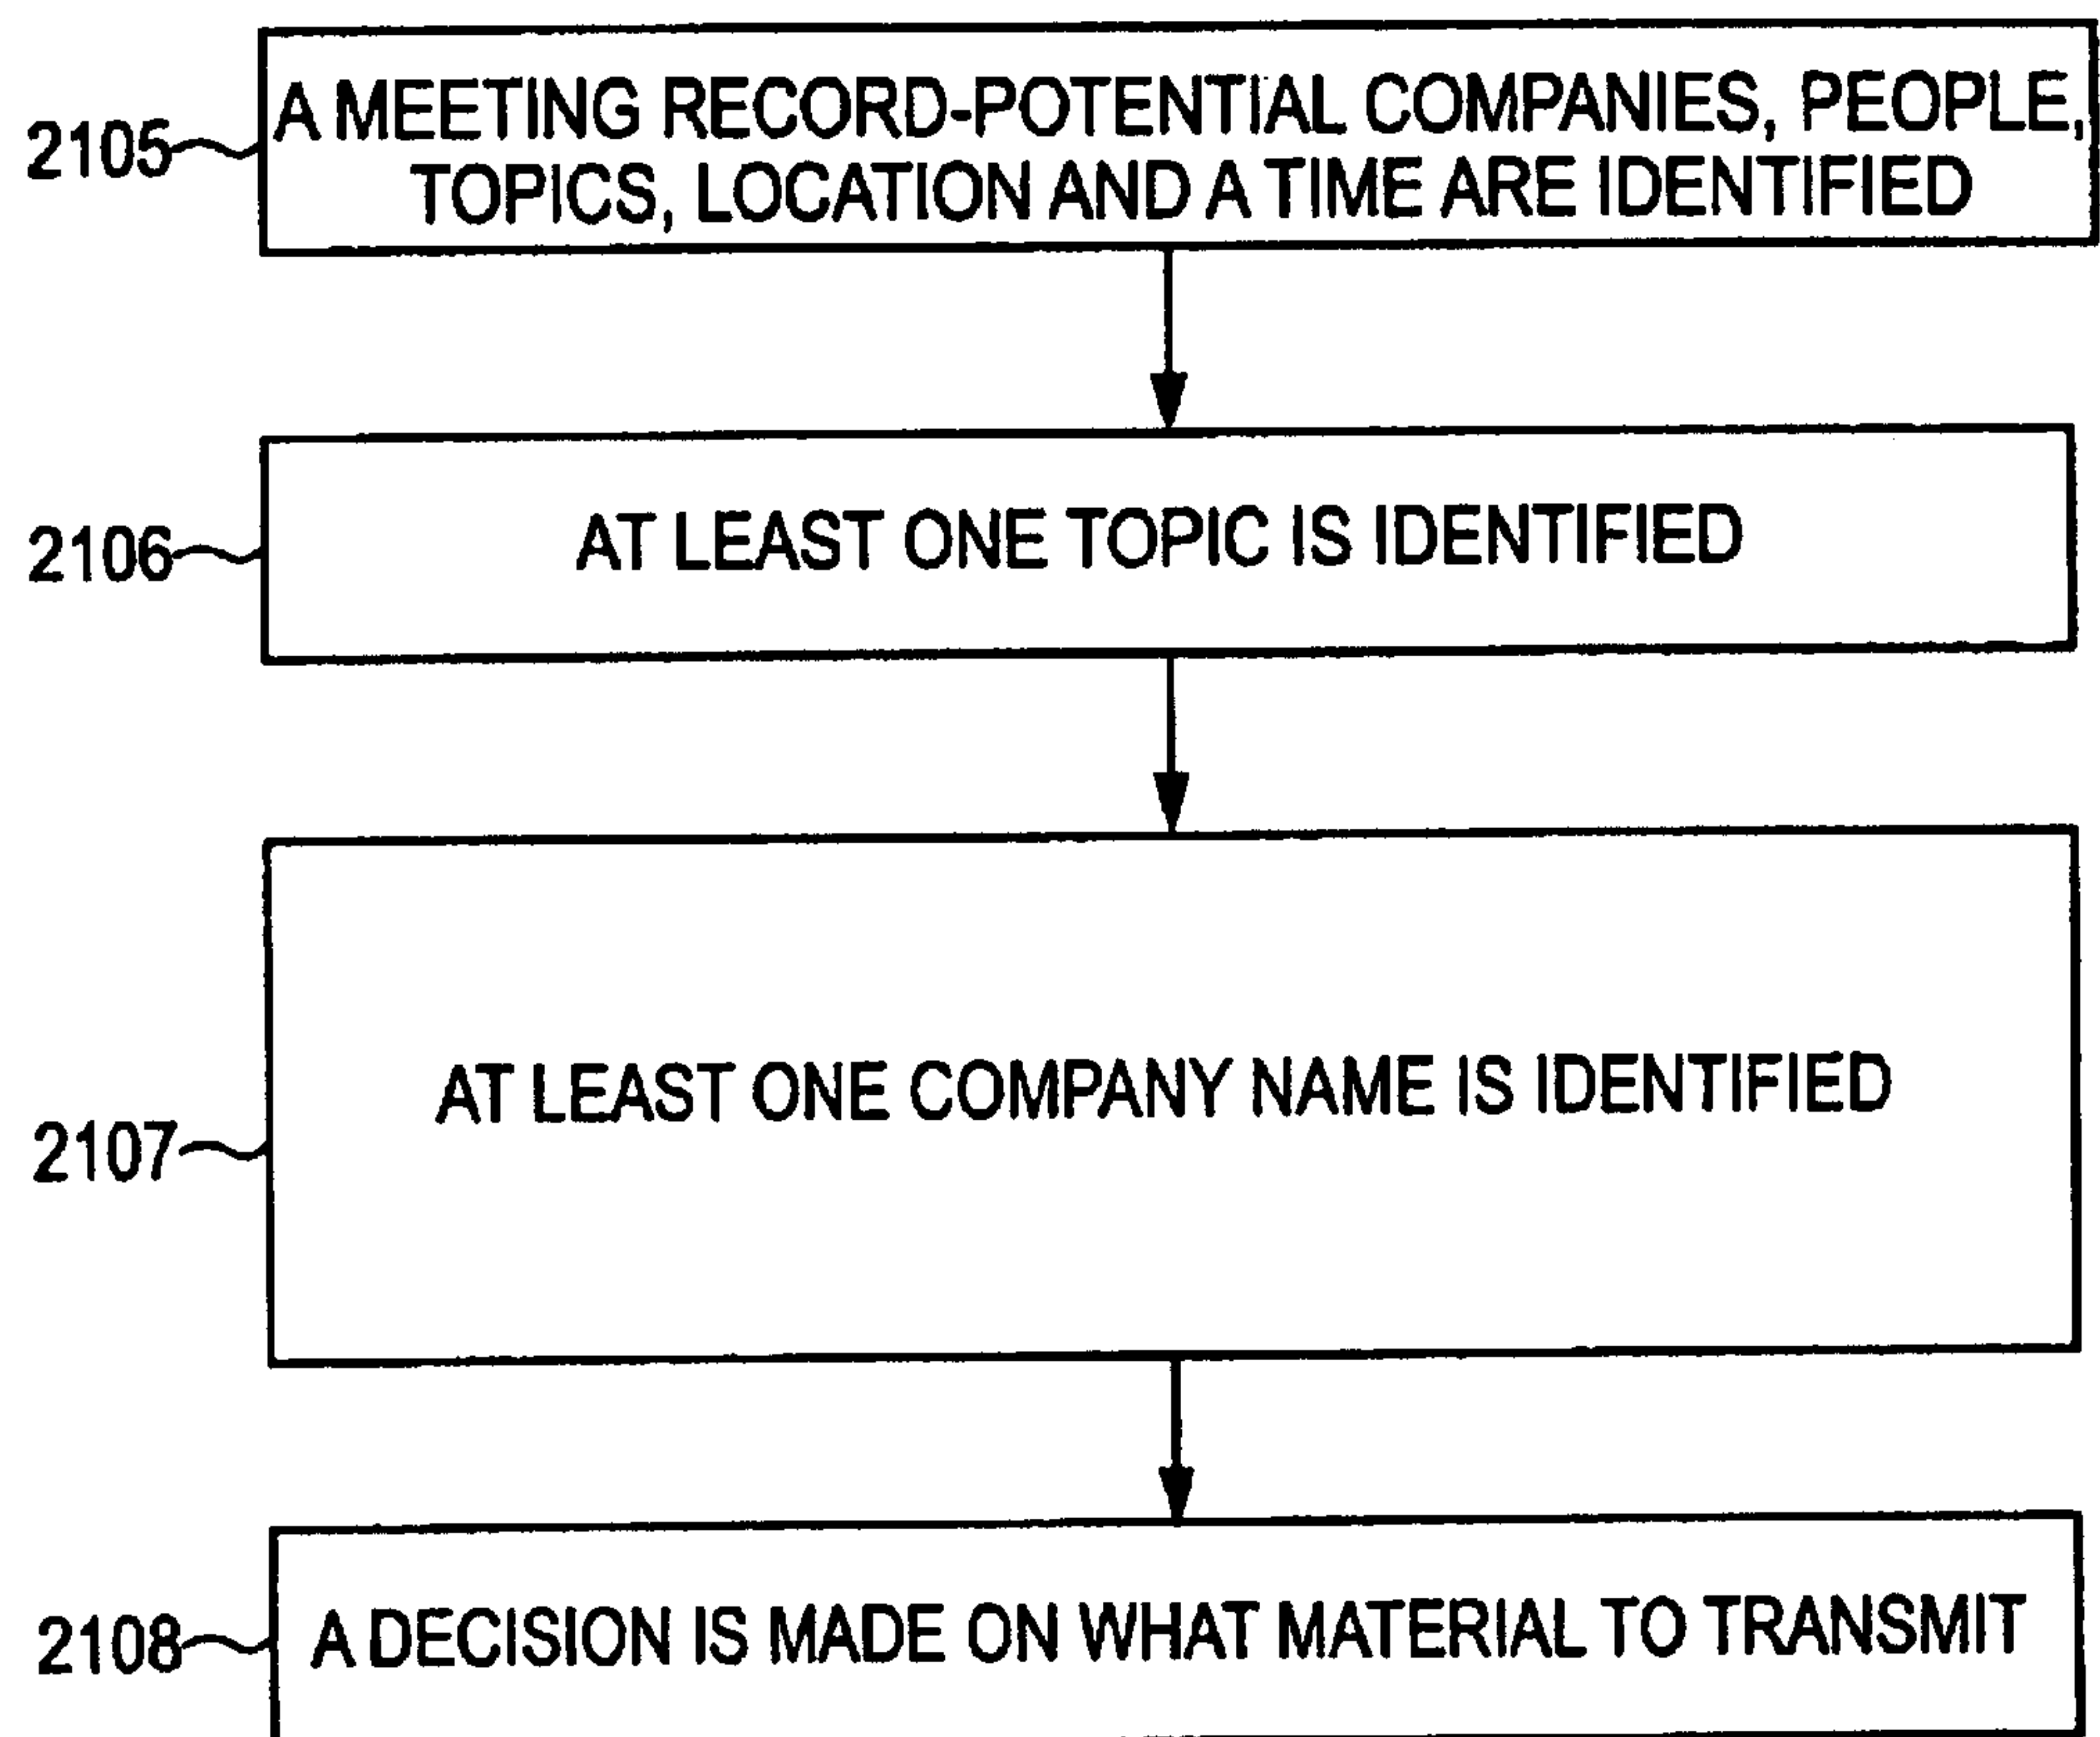 2105
A MEETING RECORD-POTENTIAL COMPANIES, PEOPLE,
TOPICS, LOCATION AND A TIME ARE IDENTIFIED
2106
AT LEAST ONE TOPIC IS IDENTIFIED
2107
AT LEAST ONE COMPANY NAME IS IDENTIFIED
2108
A DECISION IS MADE ON WHAT MATERIAL TO TRANSMIT